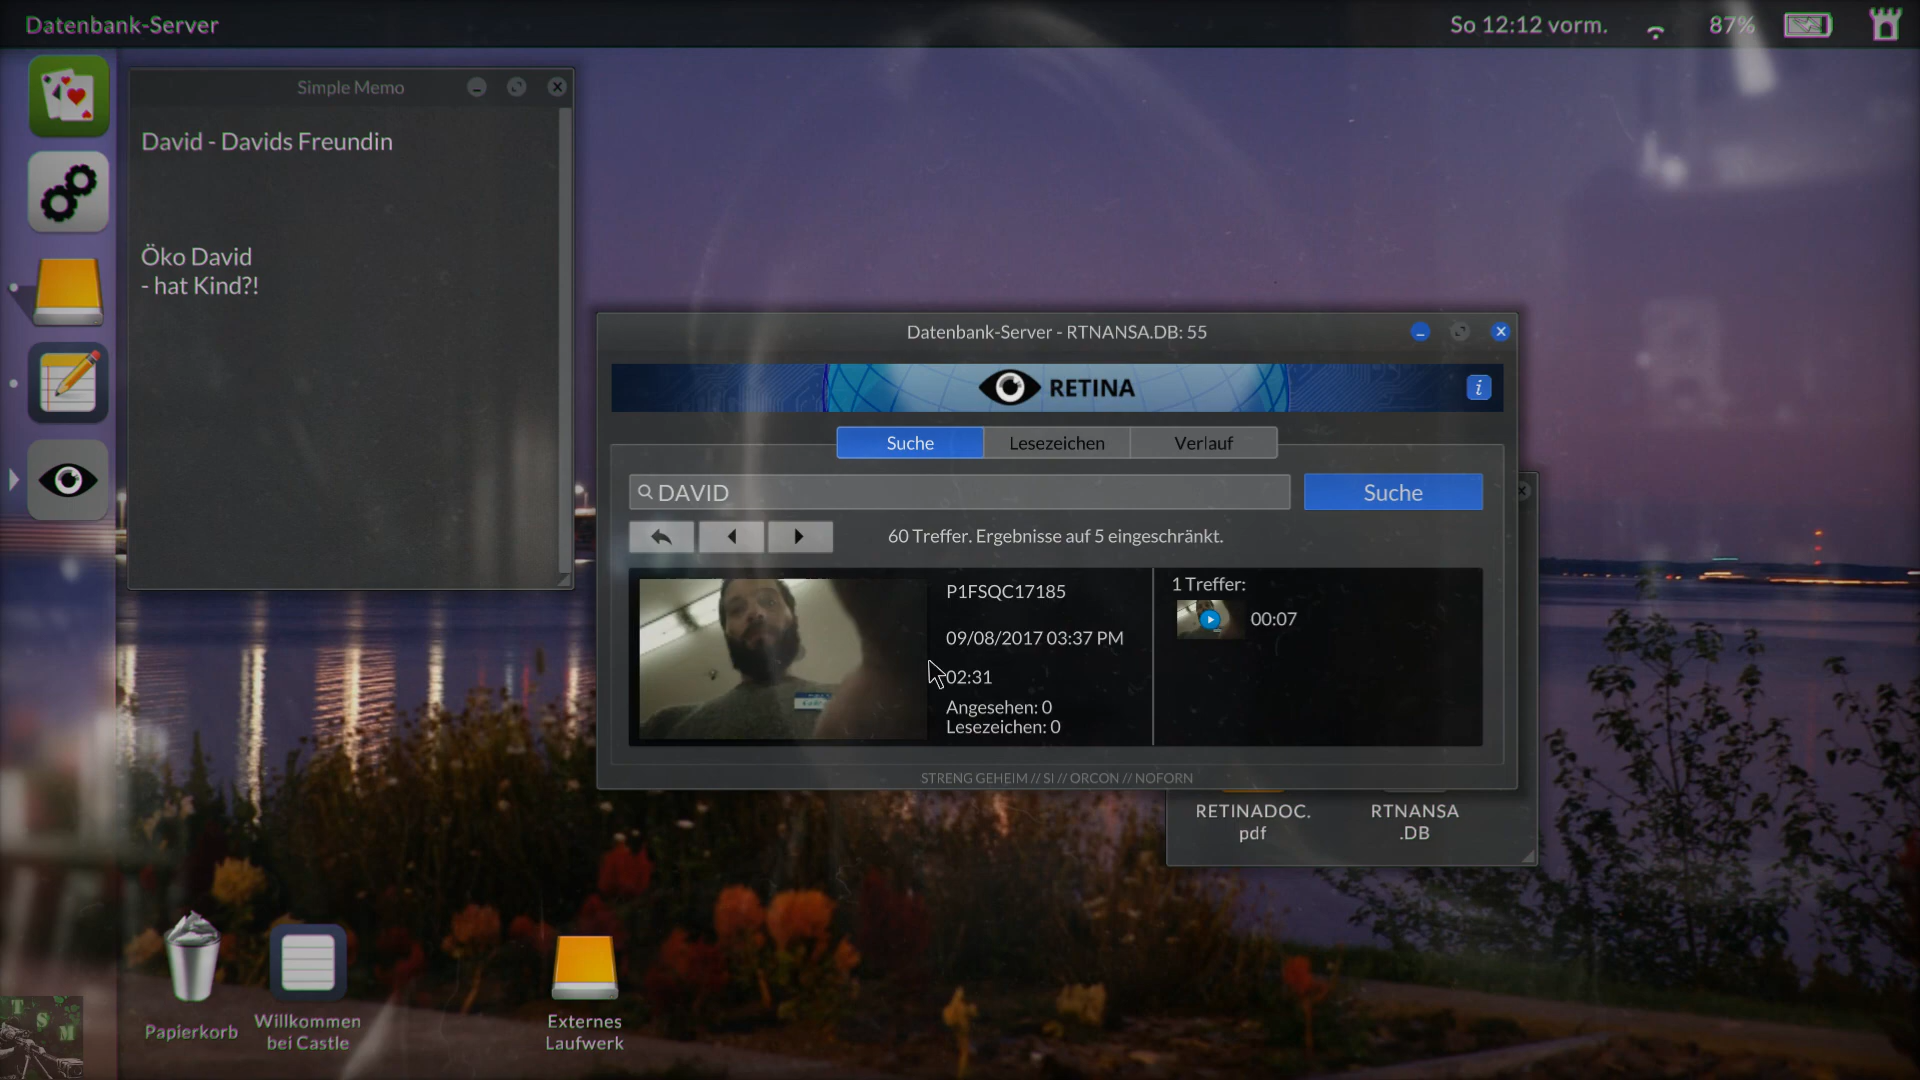 Datenbank-Server
So 12:12 vorm.
87%
Simple Memo
David - Davids Freundin
Öko David
- hat Kind?!
Datenbank-Server - RTNANSA.DB: 55
RETINA
i
Suche
Lesezeichen
Verlauf
DAVID
Suche
60 Treffer. Ergebnisse auf 5 eingeschränkt.
P1FSQC17185
09/08/2017 03:37 PM
02:31
Angesehen: 0
Lesezeichen: 0
1 Treffer:
00:07
STRENG GEHEIM // SI // ORCON // NOFORN
RETINADOC.
pdf
RTNANSA
.DB
Papierkorb
Willkommen
bei Castle
Externes
Laufwerk
T S M